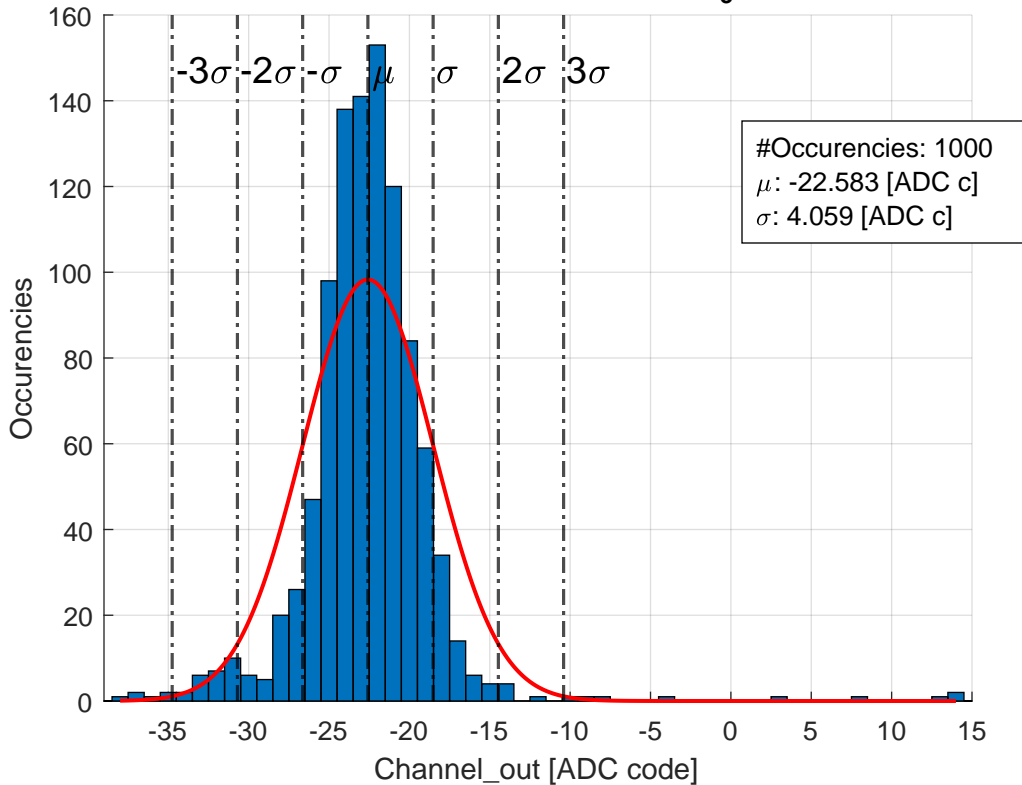 160
140
120
100
80
60
40
20
0
Occurencies
-3σ -2σ -σ μ σ 2σ 3σ
#Occurencies: 1000
μ: -22.583 [ADC c]
σ: 4.059 [ADC c]
-35 -30 -25 -20 -15 -10 -5 0 5 10 15
Channel_out [ADC code]